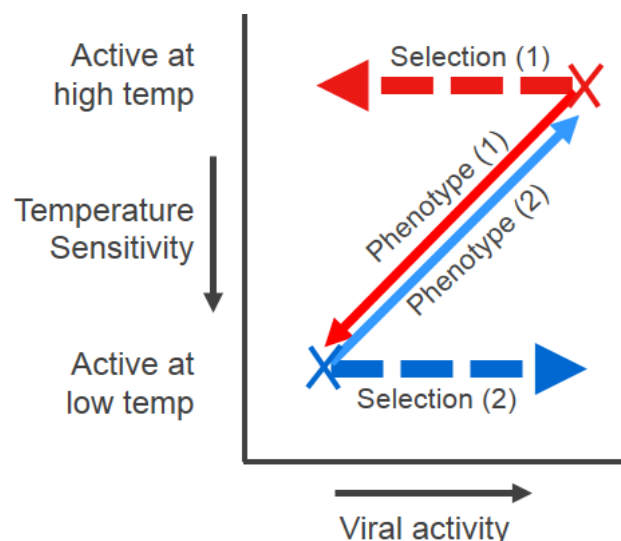 Active at
high temp
Selection (1)
Phenotype (1)
Temperature
Sensitivity
Phenotype (2)
Active at
low temp
Selection (2)
Viral activity